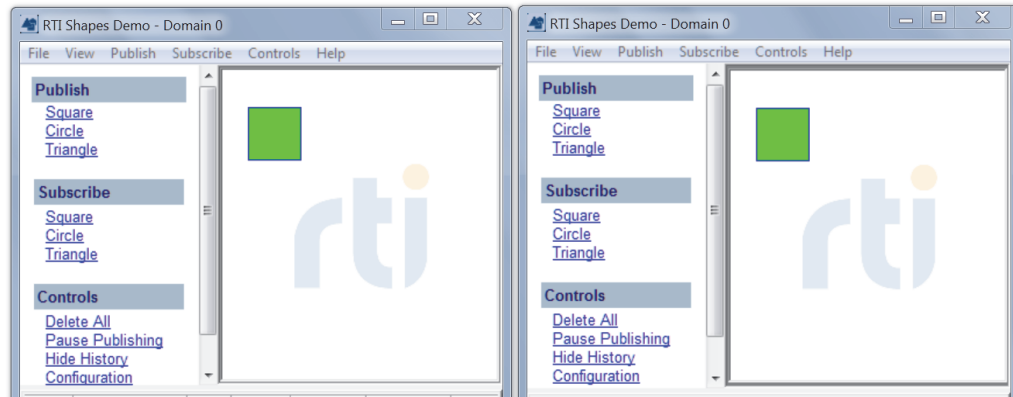 RTI Shapes Demo - Domain 0
File View Publish Subscribe Controls Help
Publish
Square
Circle
Triangle
Subscribe
Square
Circle
Triangle
Controls
Delete All
Pause Publishing
Hide History
Configuration
rti
RTI Shapes Demo - Domain 0
File View Publish Subscribe Controls Help
Publish
Square
Circle
Triangle
Subscribe
Square
Circle
Triangle
Controls
Delete All
Pause Publishing
Hide History
Configuration
rti